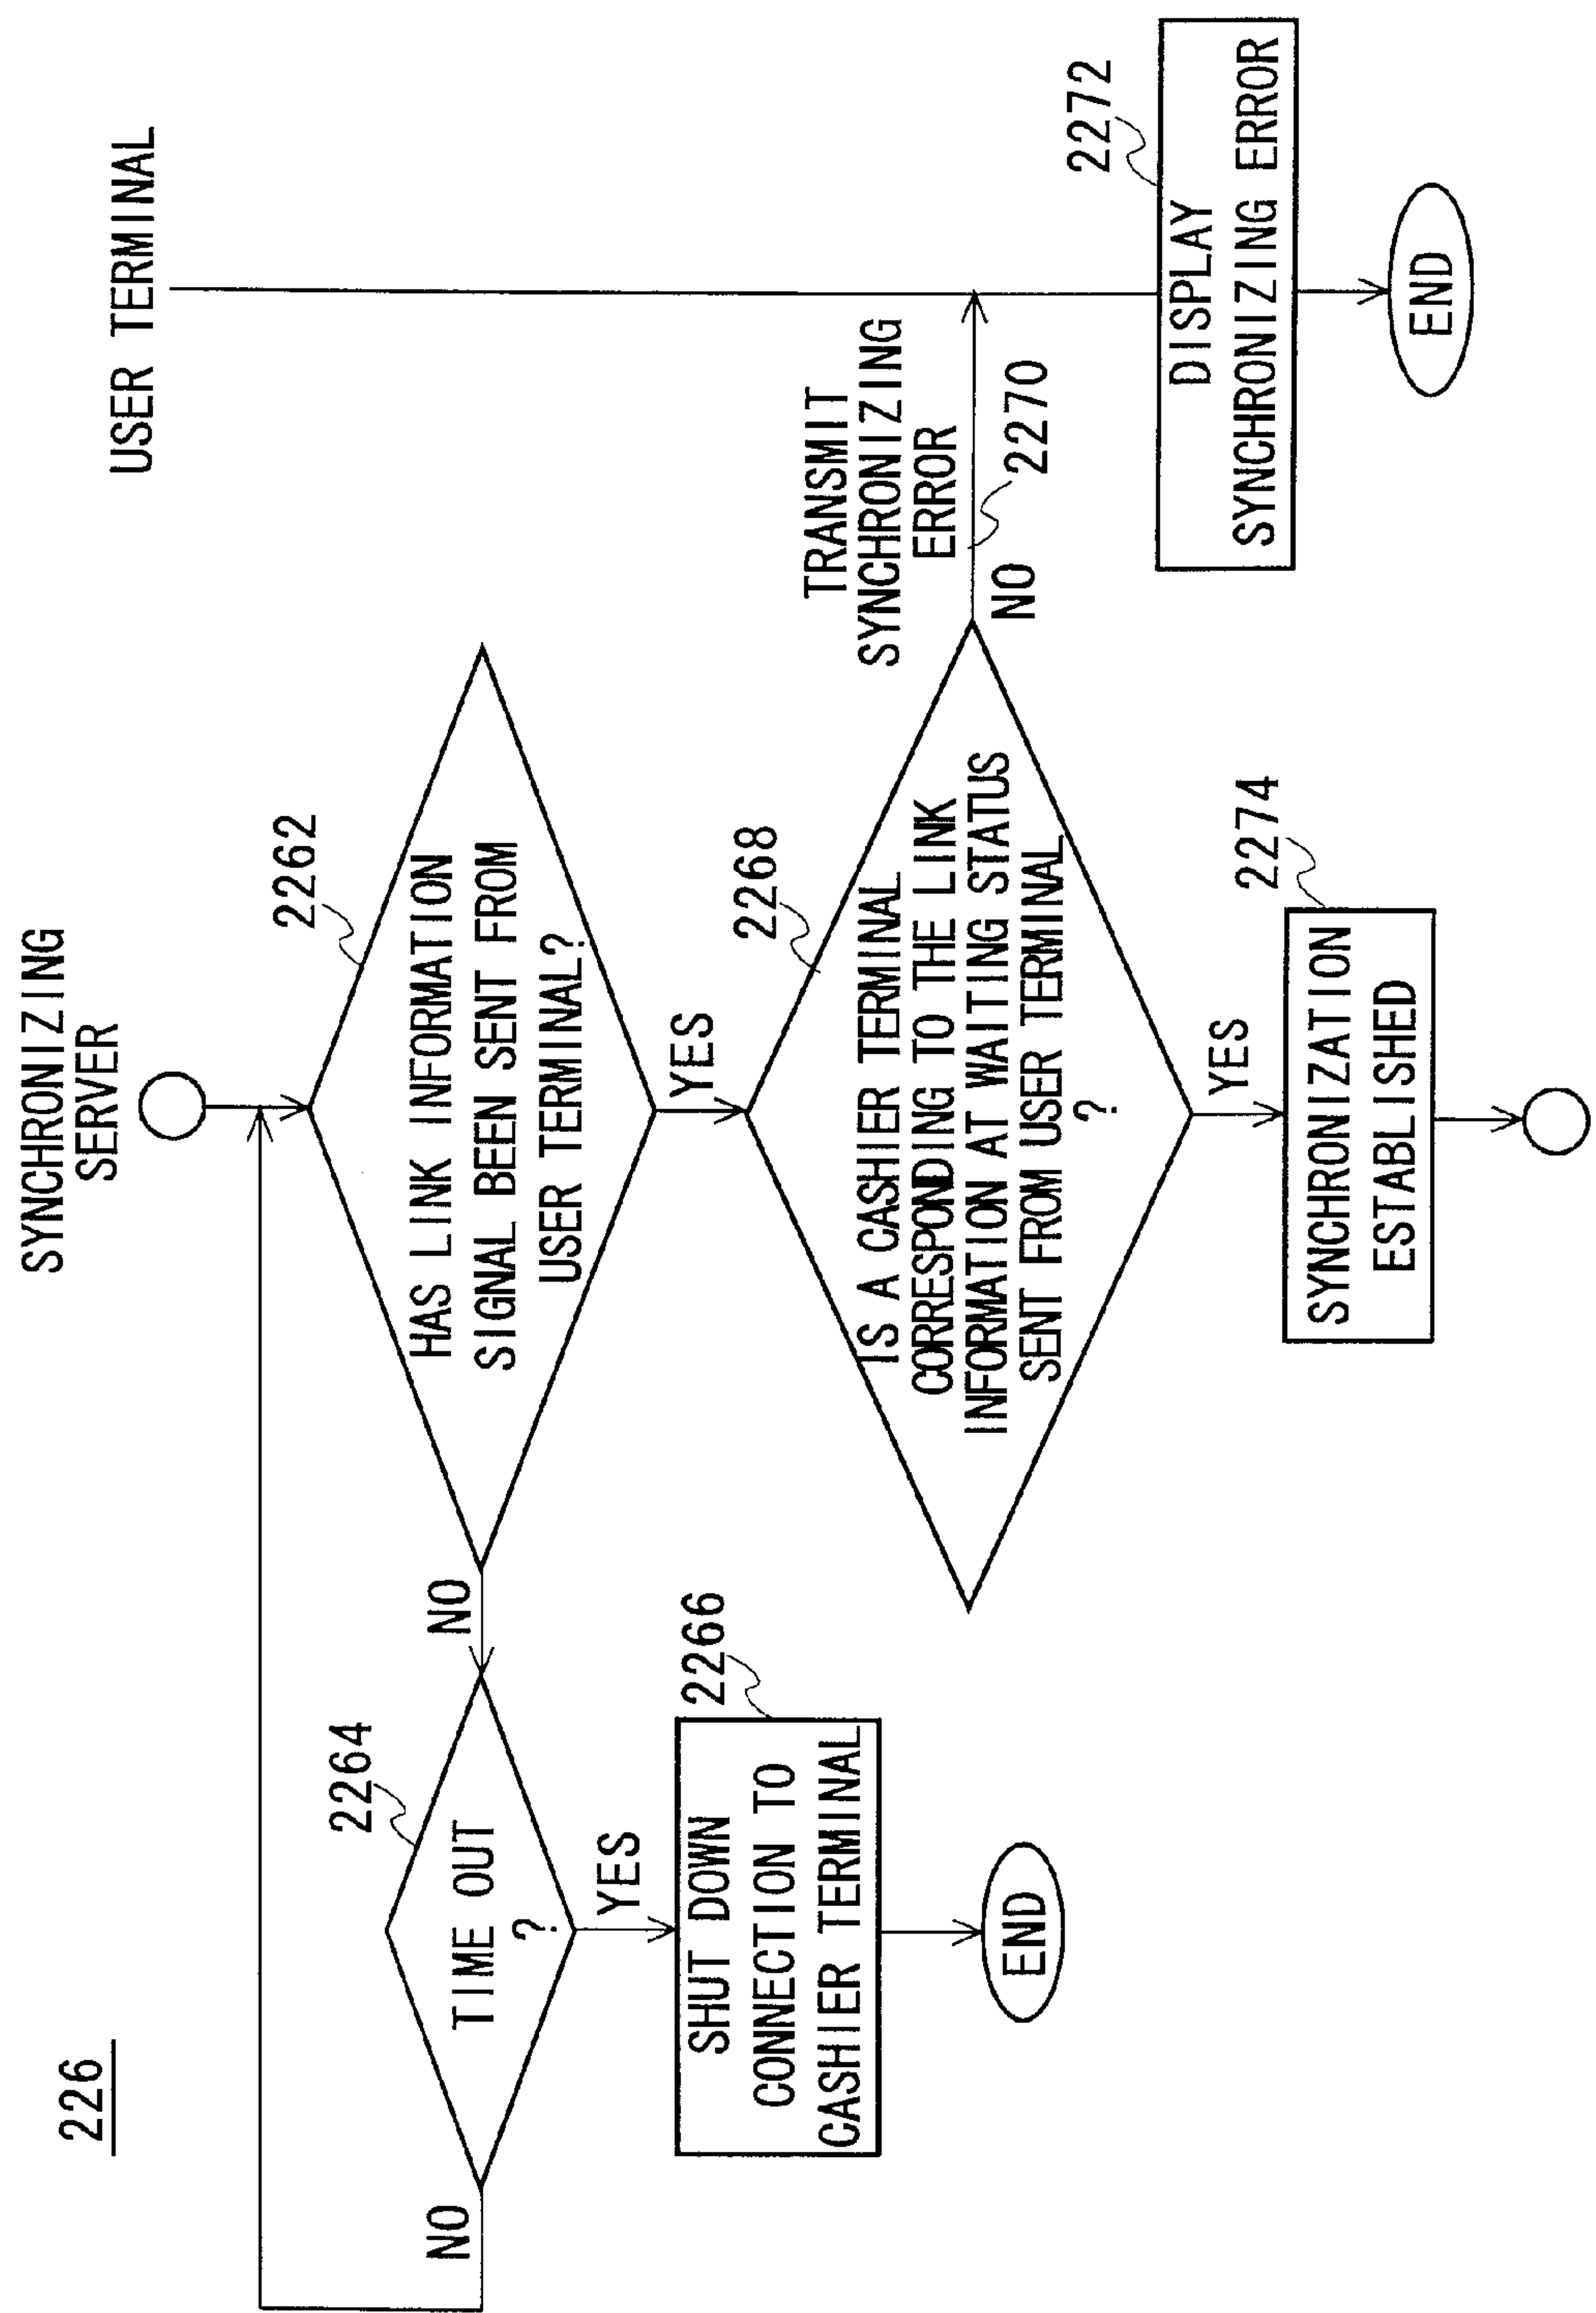 226
SYNCHRONIZING
SERVER
USER TERMINAL
2262
HAS LINK INFORMATION
SIGNAL BEEN SENT FROM
USER TERMINAL?
NO
YES
2264
TIME OUT
?
NO
YES
2266
SHUT DOWN
CONNECTION TO
CASHIER TERMINAL
END
2268
IS A CASHIER TERMINAL
CORRESPONDING TO THE LINK
INFORMATION AT WAITING STATUS
SENT FROM USER TERMINAL
?
NO
YES
TRANSMIT
SYNCHRONIZING
ERROR
2270
2272
DISPLAY
SYNCHRONIZING ERROR
END
2274
SYNCHRONIZATION
ESTABLISHED